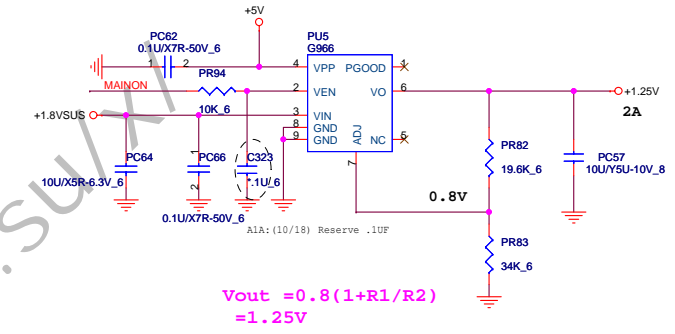 +5V
PC62
0.1U/X7R-50V_6
1
2
PU5
G966
4
VPP
PGOOD
1
MAINON
PR94
10K_6
2
VEN
VO
6
+1.25V
2A
+1.8VSUS
3
VIN
8
GND
9
GND
ADJ
NC
5
7
PC64
10U/X5R-6.3V_6
1
PC66
2
0.1U/X7R-50V_6
C323
*.1U/_6
A1A:(10/18) Reserve .1UF
PR82
19.6K_6
PC57
10U/Y5U-10V_8
0.8V
PR83
34K_6
Vout =0.8(1+R1/R2)
=1.25V
.su/x/